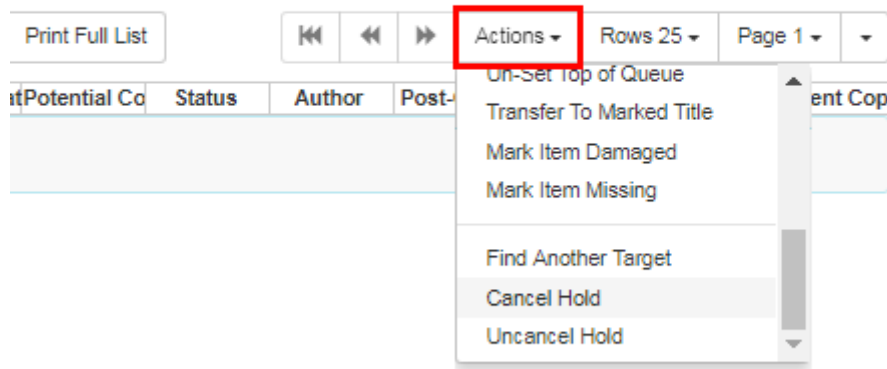 Print Full List
Actions
Rows 25
Page 1
Un-Set Top of Queue
Potential Co
Status
Author
Post-
ent Cop
Transfer To Marked Title
Mark Item Damaged
Mark Item Missing
Find Another Target
Cancel Hold
Uncancel Hold